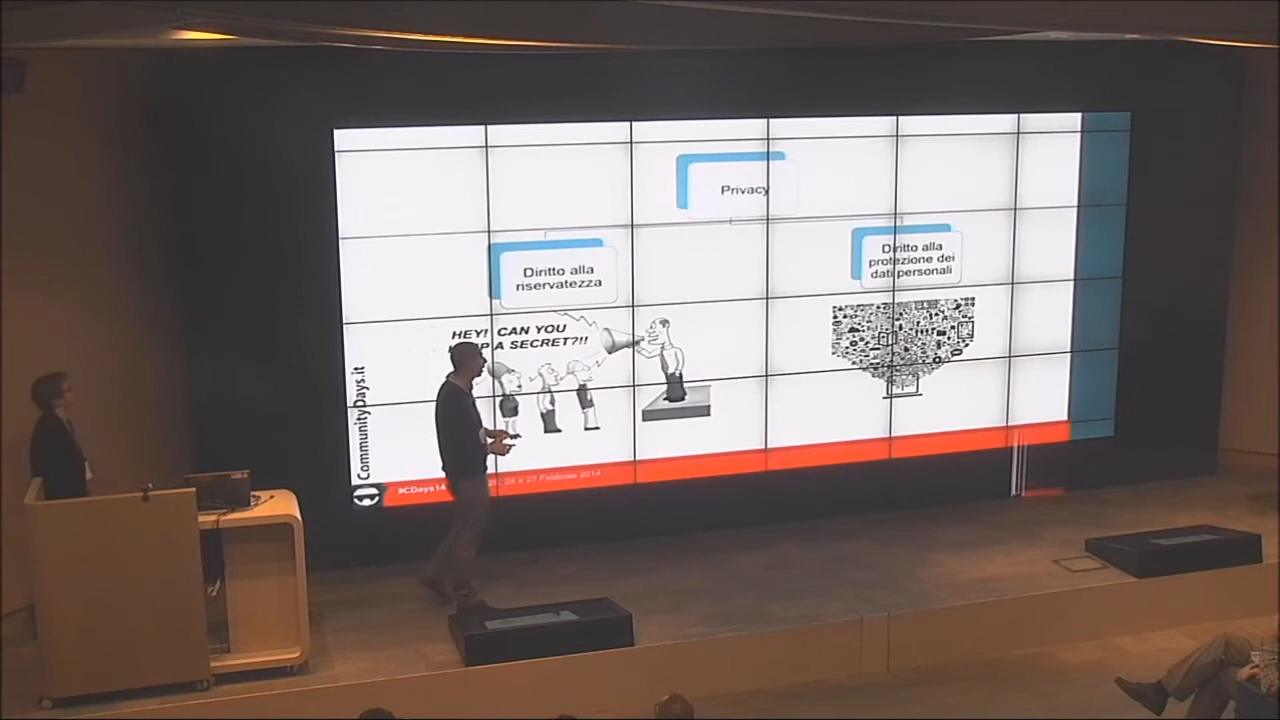 Privacy
Diritto alla
riservatezza
Diritto alla
protezione dei
dati personali
HEY! CAN YOU
A SECRET?!!
CommunityDays.it
#CDays14
25, 26 e 27 Febbraio 2014